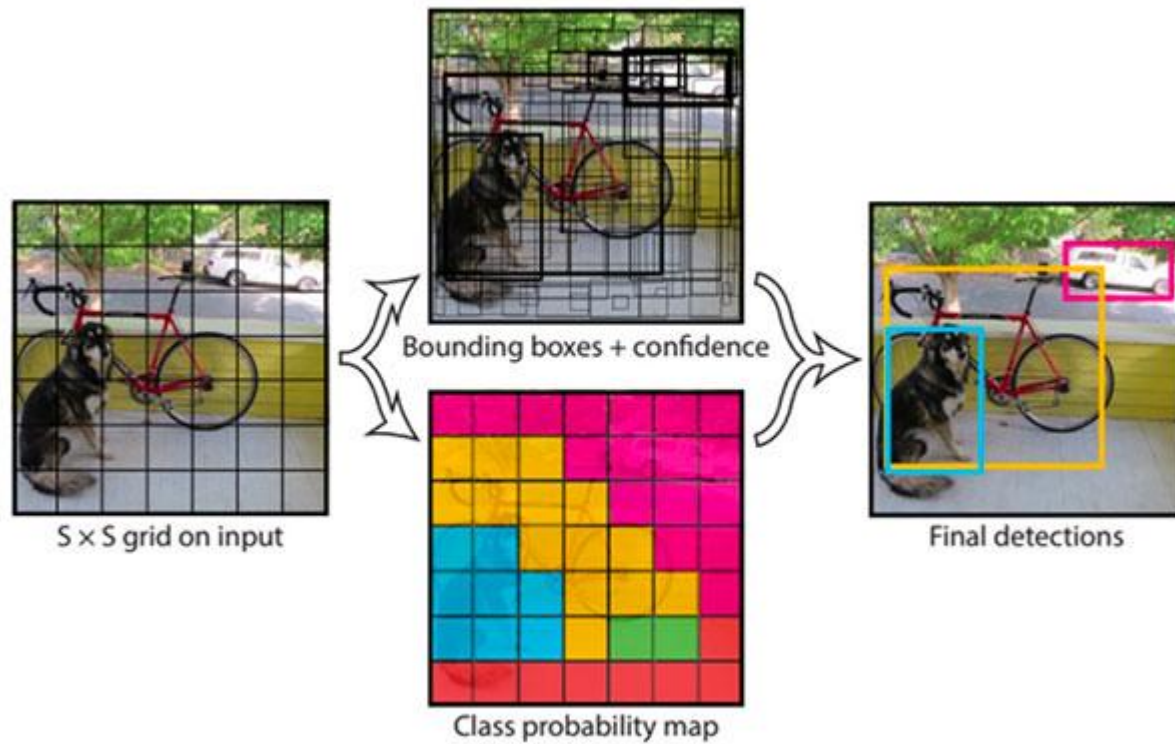 Bounding boxes + confidence
S × S grid on input
Final detections
Class probability map